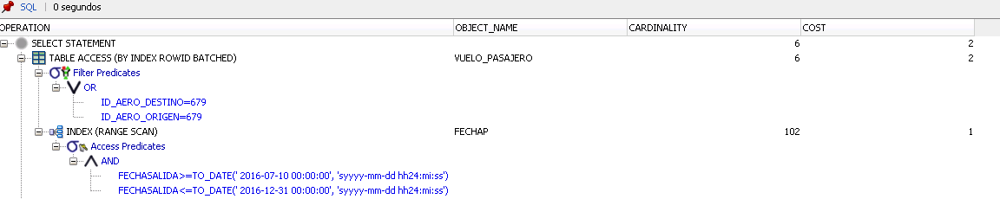 SQL | 0 segundos
OPERATION OBJECT_NAME CARDINALITY COST
SELECT STATEMENT 6 2
TABLE ACCESS (BY INDEX ROWID BATCHED) VUELO_PASAJERO 6 2
Filter Predicates
OR
ID_AERO_DESTINO=679
ID_AERO_ORIGEN=679
INDEX (RANGE SCAN) FECHAP 102 1
Access Predicates
AND
FECHASALIDA>=TO_DATE(' 2016-07-10 00:00:00', 'syyyy-mm-dd hh24:mi:ss')
FECHASALIDA<=TO_DATE(' 2016-12-31 00:00:00', 'syyyy-mm-dd hh24:mi:ss')